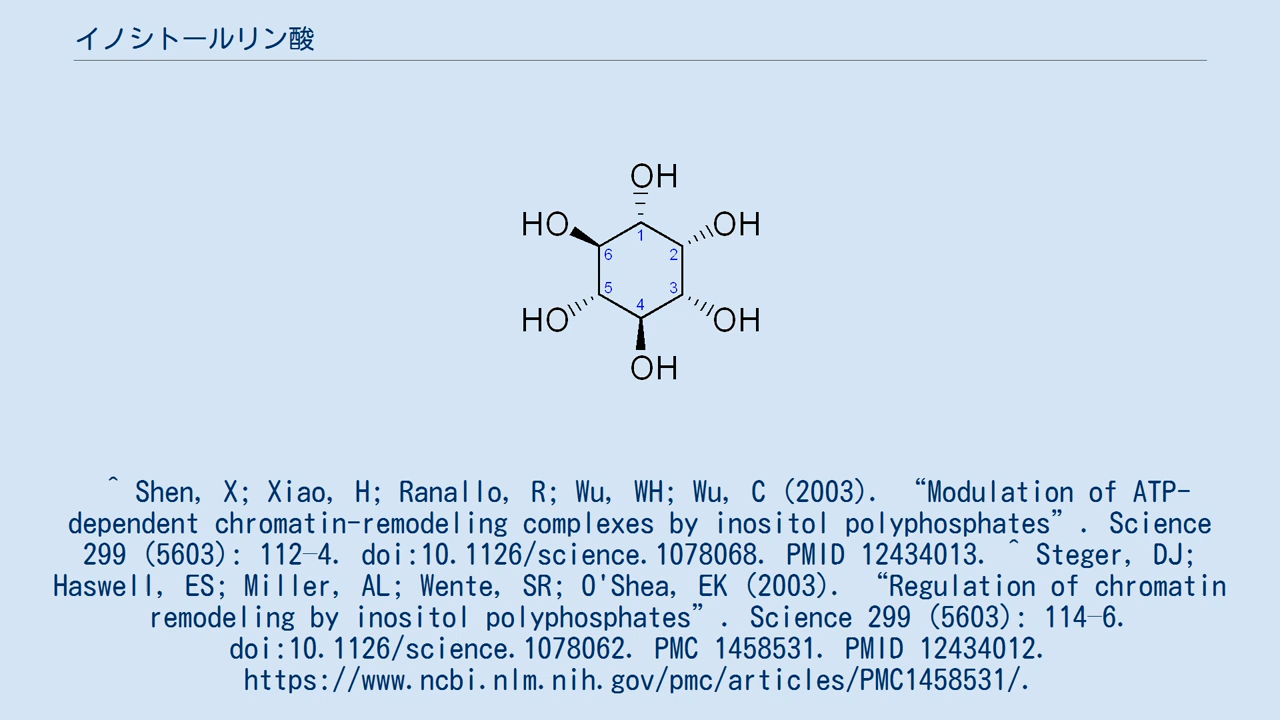 イノシトールリン酸
OH
HO OH
1
6 2
5 3
4
HO OH
OH
^ Shen, X; Xiao, H; Ranallo, R; Wu, WH; Wu, C (2003). “Modulation of ATP-
dependent chromatin-remodeling complexes by inositol polyphosphates”. Science
299 (5603): 112–4. doi:10.1126/science.1078068. PMID 12434013. ^ Steger, DJ;
Haswell, ES; Miller, AL; Wente, SR; O'Shea, EK (2003). “Regulation of chromatin
remodeling by inositol polyphosphates”. Science 299 (5603): 114–6.
doi:10.1126/science.1078062. PMC 1458531. PMID 12434012.
https://www.ncbi.nlm.nih.gov/pmc/articles/PMC1458531/.